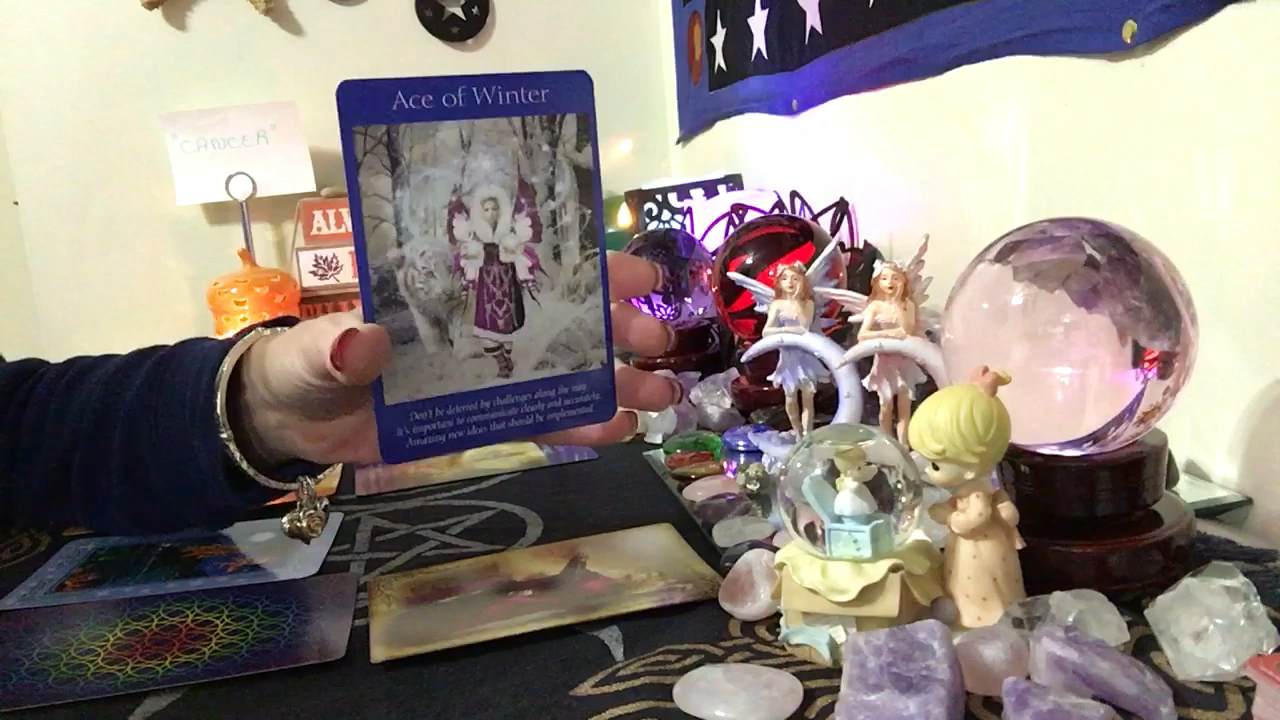 Ace of Winter
"CANCER"
AL
Don't be deterred by challenges along the way.
It's important to communicate clearly and accurately.
Amazing new ideas that should be implemented.